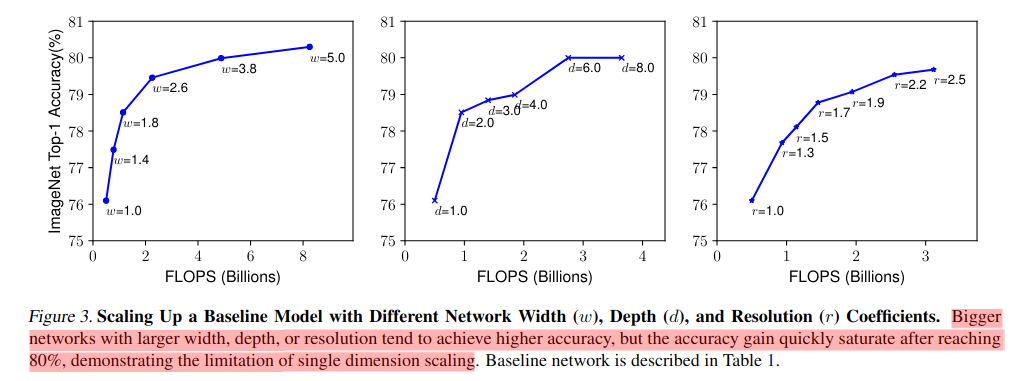 ImageNet Top-1 Accuracy(%)
81
80
79
78
77
76
75
w=1.0
w=1.4
w=1.8
w=2.6
w=3.8
w=5.0
0 2 4 6 8
FLOPS (Billions)
81
80
79
78
77
76
75
d=1.0
d=2.0
d=3.0
d=4.0
d=6.0
d=8.0
0 1 2 3 4
FLOPS (Billions)
81
80
79
78
77
76
75
r=1.0
r=1.3
r=1.5
r=1.7
r=1.9
r=2.2
r=2.5
0 1 2 3
FLOPS (Billions)
Figure 3. Scaling Up a Baseline Model with Different Network Width (w), Depth (d), and Resolution (r) Coefficients. Bigger
networks with larger width, depth, or resolution tend to achieve higher accuracy, but the accuracy gain quickly saturate after reaching
80%, demonstrating the limitation of single dimension scaling. Baseline network is described in Table 1.